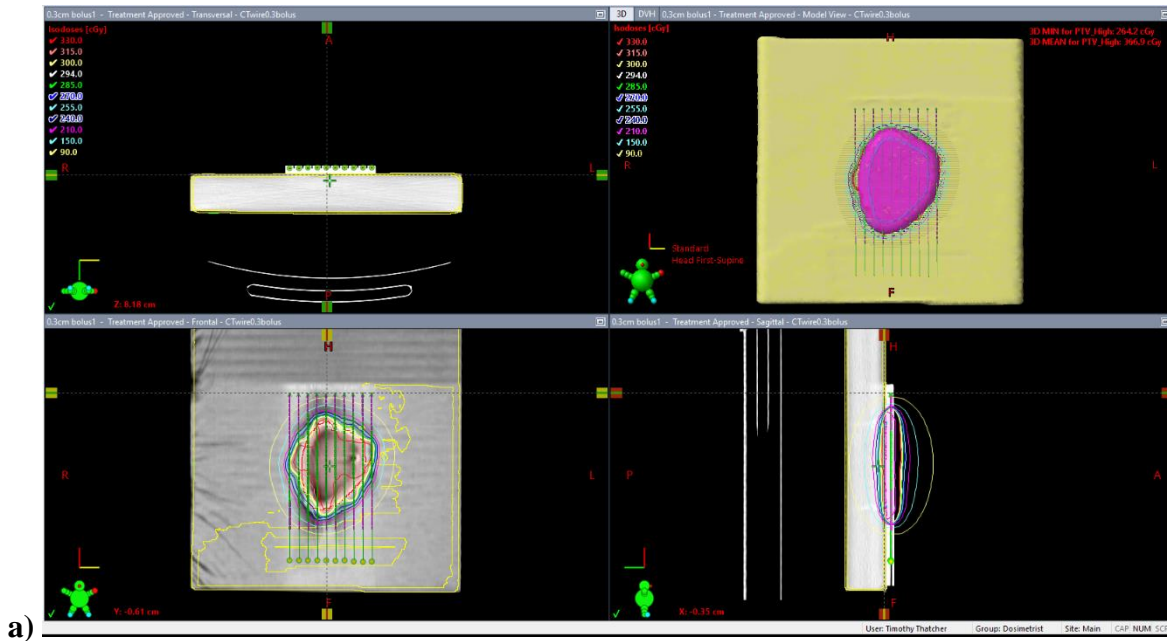 0.3cm bolus1 - Treatment Approved - Transversal - CTwire0.3bolus
Isodoses [cGy]
330.0
315.0
300.0
294.0
285.0
270.0
255.0
240.0
210.0
150.0
90.0
A
R
L
P
Z: 8.18 cm
3D DVH 0.3cm bolus1 - Treatment Approved - Model View - CTwire0.3bolus
Isodoses [cGy]
330.0
315.0
300.0
294.0
285.0
270.0
255.0
240.0
210.0
150.0
90.0
3D MIN for PTV_High: 264.2 cGy
3D MEAN for PTV_High: 366.9 cGy
H
R
L
F
Standard
Head First-Supine
0.3cm bolus1 - Treatment Approved - Frontal - CTwire0.3bolus
H
R
L
F
Y: -0.61 cm
0.3cm bolus1 - Treatment Approved - Sagittal - CTwire0.3bolus
H
P
A
F
X: -0.35 cm
a)
User: Timothy Thatcher Group: Dosimetrist Site: Main CAP NUM SCR